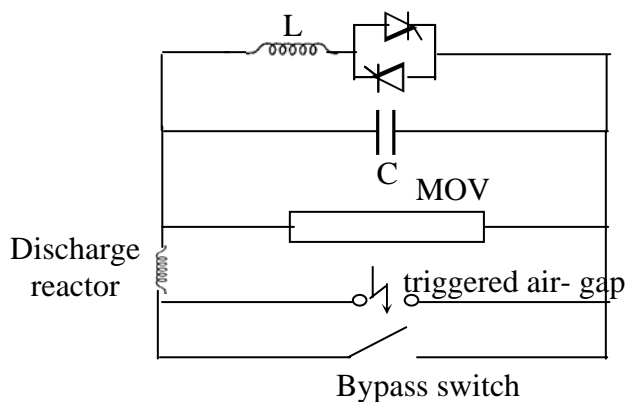 L
C
MOV
Discharge
reactor
triggered air- gap
Bypass switch